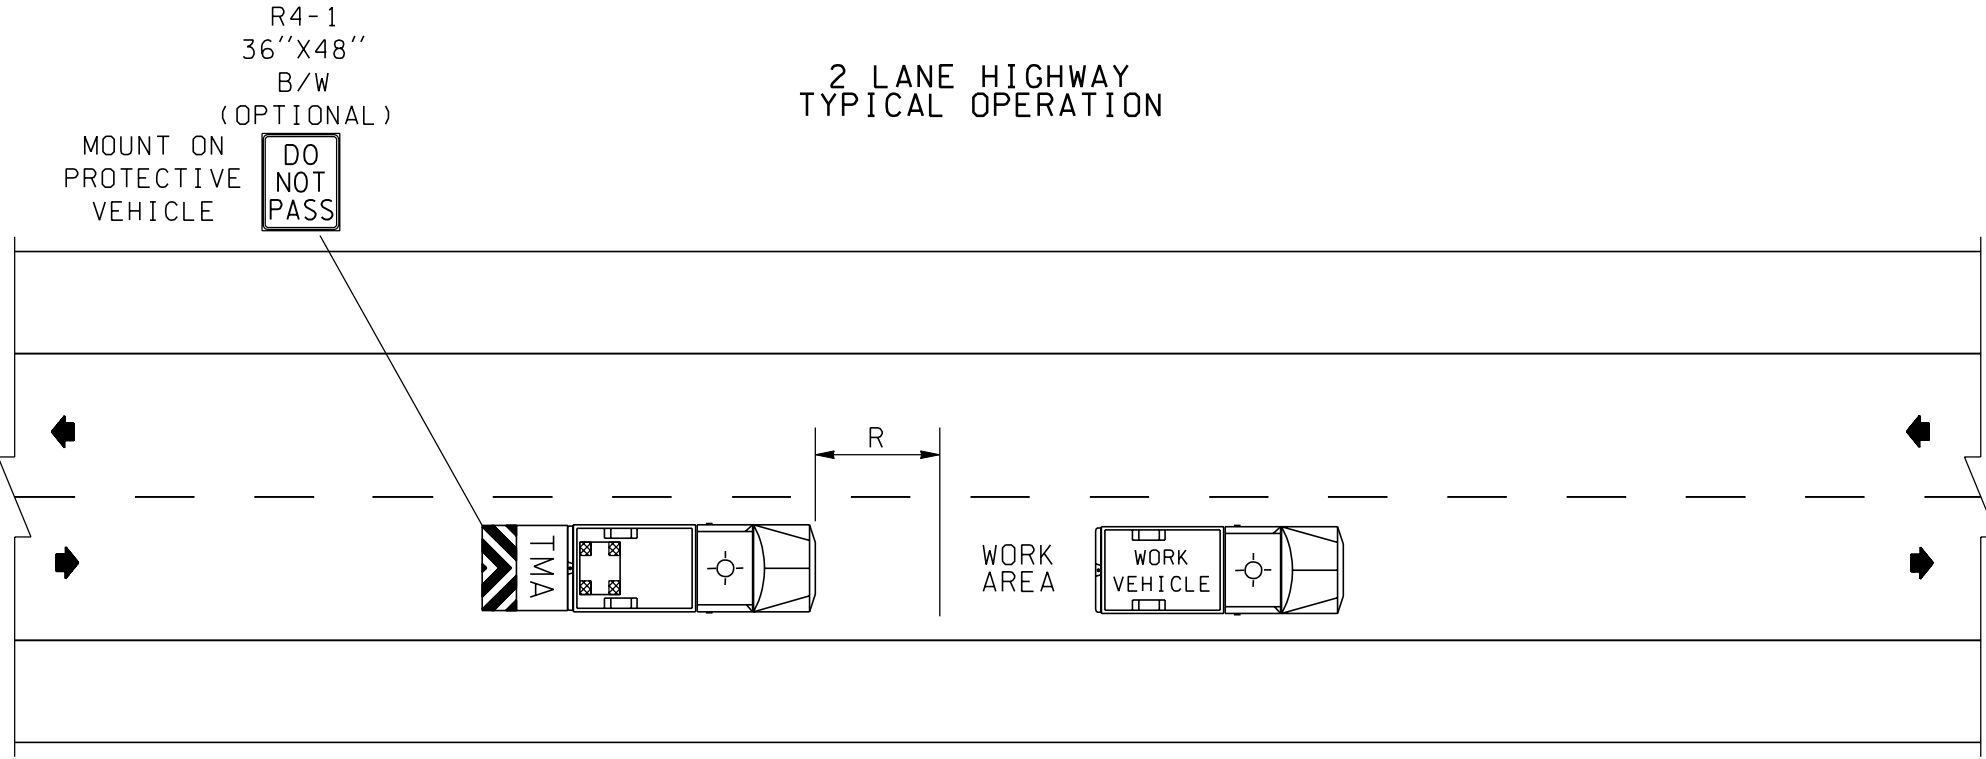 R4-1
36"X48"
B/W
(OPTIONAL)
2 LANE HIGHWAY
TYPICAL OPERATION
MOUNT ON
PROTECTIVE
VEHICLE
DO
NOT
PASS
R
TMA
WORK
AREA
WORK
VEHICLE